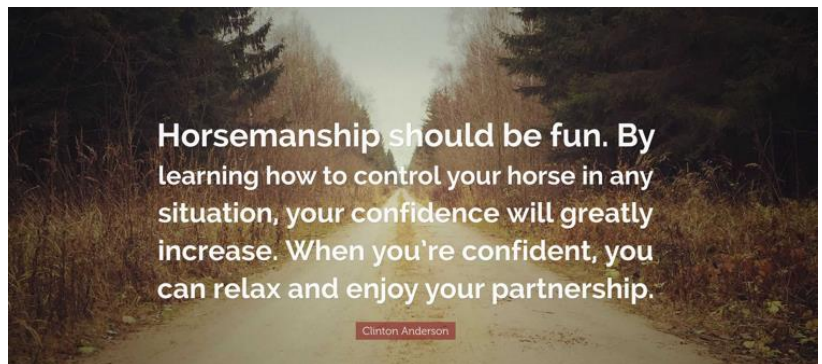 Horsemanship should be fun. By
learning how to control your horse in any
situation, your confidence will greatly
increase. When you’re confident, you
can relax and enjoy your partnership.
Clinton Anderson